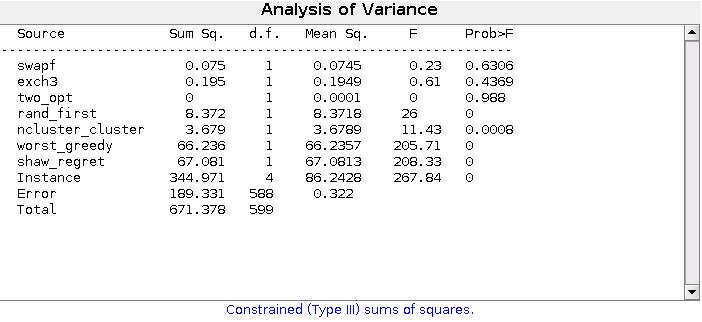 Analysis of Variance
Source Sum Sq. d.f. Mean Sq. F Prob>F
swapf 0.075 1 0.0745 0.23 0.6306
exch3 0.195 1 0.1949 0.61 0.4369
two_opt 0 1 0.0001 0 0.988
rand_first 8.372 1 8.3718 26 0
ncluster_cluster 3.679 1 3.6789 11.43 0.0008
worst_greedy 66.236 1 66.2357 205.71 0
shaw_regret 67.081 1 67.0813 208.33 0
Instance 344.971 4 86.2428 267.84 0
Error 189.331 588 0.322
Total 671.378 599
Constrained (Type III) sums of squares.